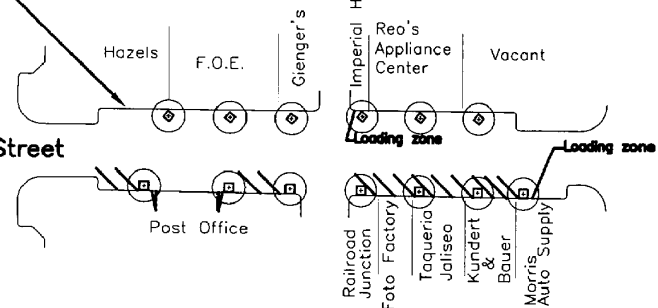 Hazels
F.O.E.
Gienger's
Imperial H
Reo's
Appliance
Center
Vacant
Loading zone
Street
Loading zone
Post Office
Railroad
Junction
Foto Factory
Taqueria
Jaliseo
Kundert
&
Bauer
Morris
Auto Supply